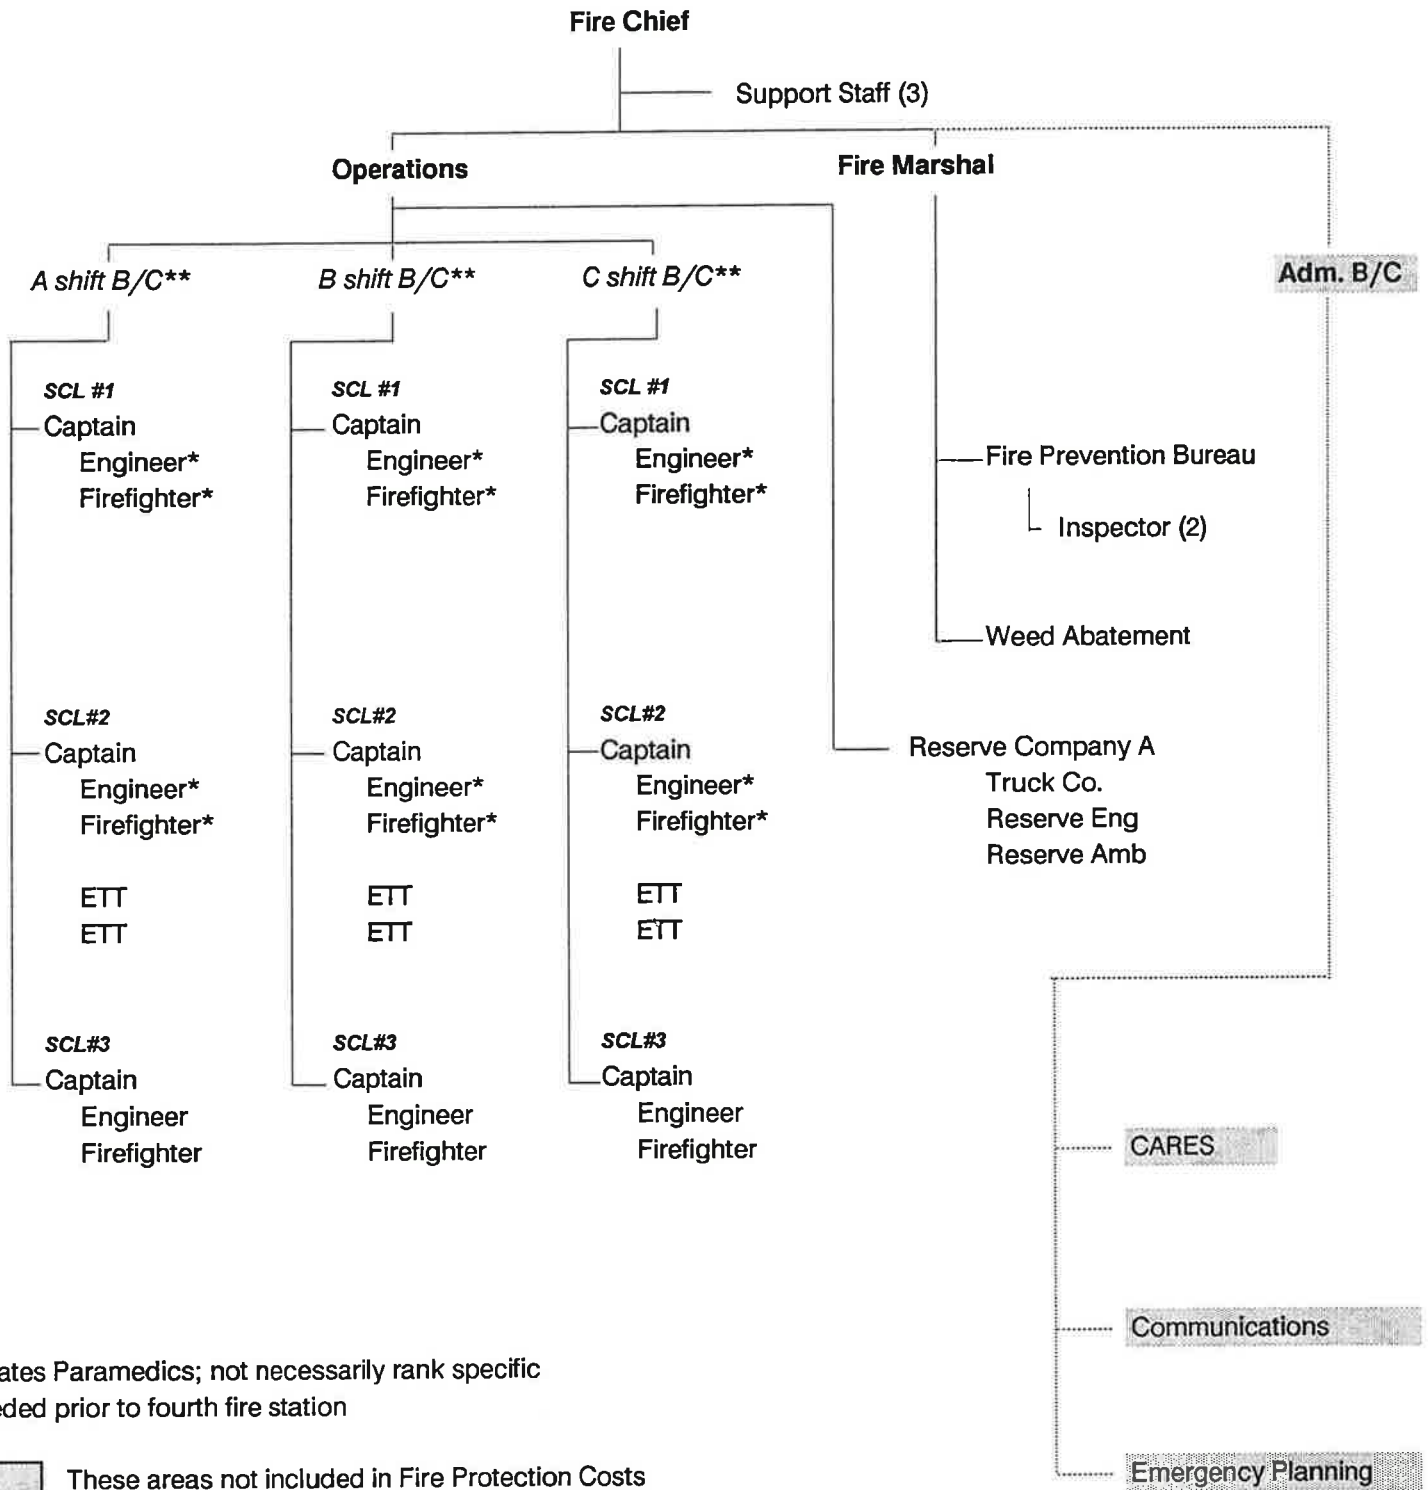 Fire Chief
Support Staff (3)
Operations
Fire Marshal
Adm. B/C
A shift B/C**
B shift B/C**
C shift B/C**
SCL #1
Captain
Engineer*
Firefighter*
SCL#2
Captain
Engineer*
Firefighter*
ETT
ETT
SCL#3
Captain
Engineer
Firefighter
SCL #1
Captain
Engineer*
Firefighter*
SCL#2
Captain
Engineer*
Firefighter*
ETT
ETT
SCL#3
Captain
Engineer
Firefighter
SCL #1
Captain
Engineer*
Firefighter*
SCL#2
Captain
Engineer*
Firefighter*
ETT
ETT
SCL#3
Captain
Engineer
Firefighter
Reserve Company A
Truck Co.
Reserve Eng
Reserve Amb
Fire Prevention Bureau
Inspector (2)
Weed Abatement
CARES
Communications
Emergency Planning
ates Paramedics; not necessarily rank specific
eded prior to fourth fire station
These areas not included in Fire Protection Costs